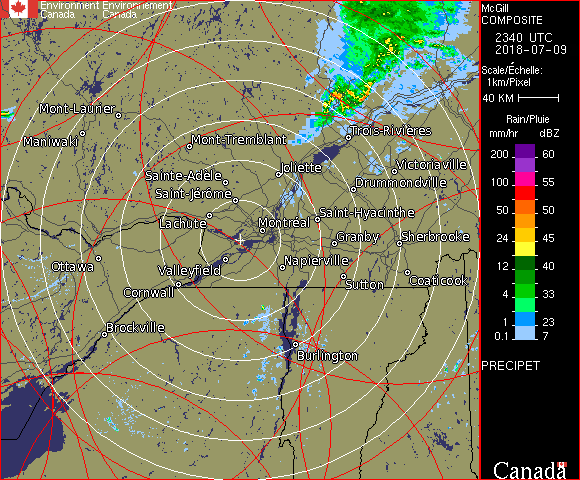 Environment Environnement
Canada Canada
McGill
COMPOSITE
2340 UTC
2018-07-09
Scale/Échelle:
1km/Pixel
40 KM
Rain/Pluie
mm/hr dBZ
200 60
100 55
50 50
24 45
12 40
4 33
1 23
0.1 7
PRECIPET
Canada
Mont-Laurier
Maniwaki
Mont-Tremblant
Trois-Rivières
Joliette
Victoriaville
Sainte-Adèle
Drummondville
Saint-Jérôme
Saint-Hyacinthe
Lachute
Montréal
Granby
Sherbrooke
Ottawa
Valleyfield
Napierville
Sutton
Coaticook
Cornwall
Brockville
Burlington